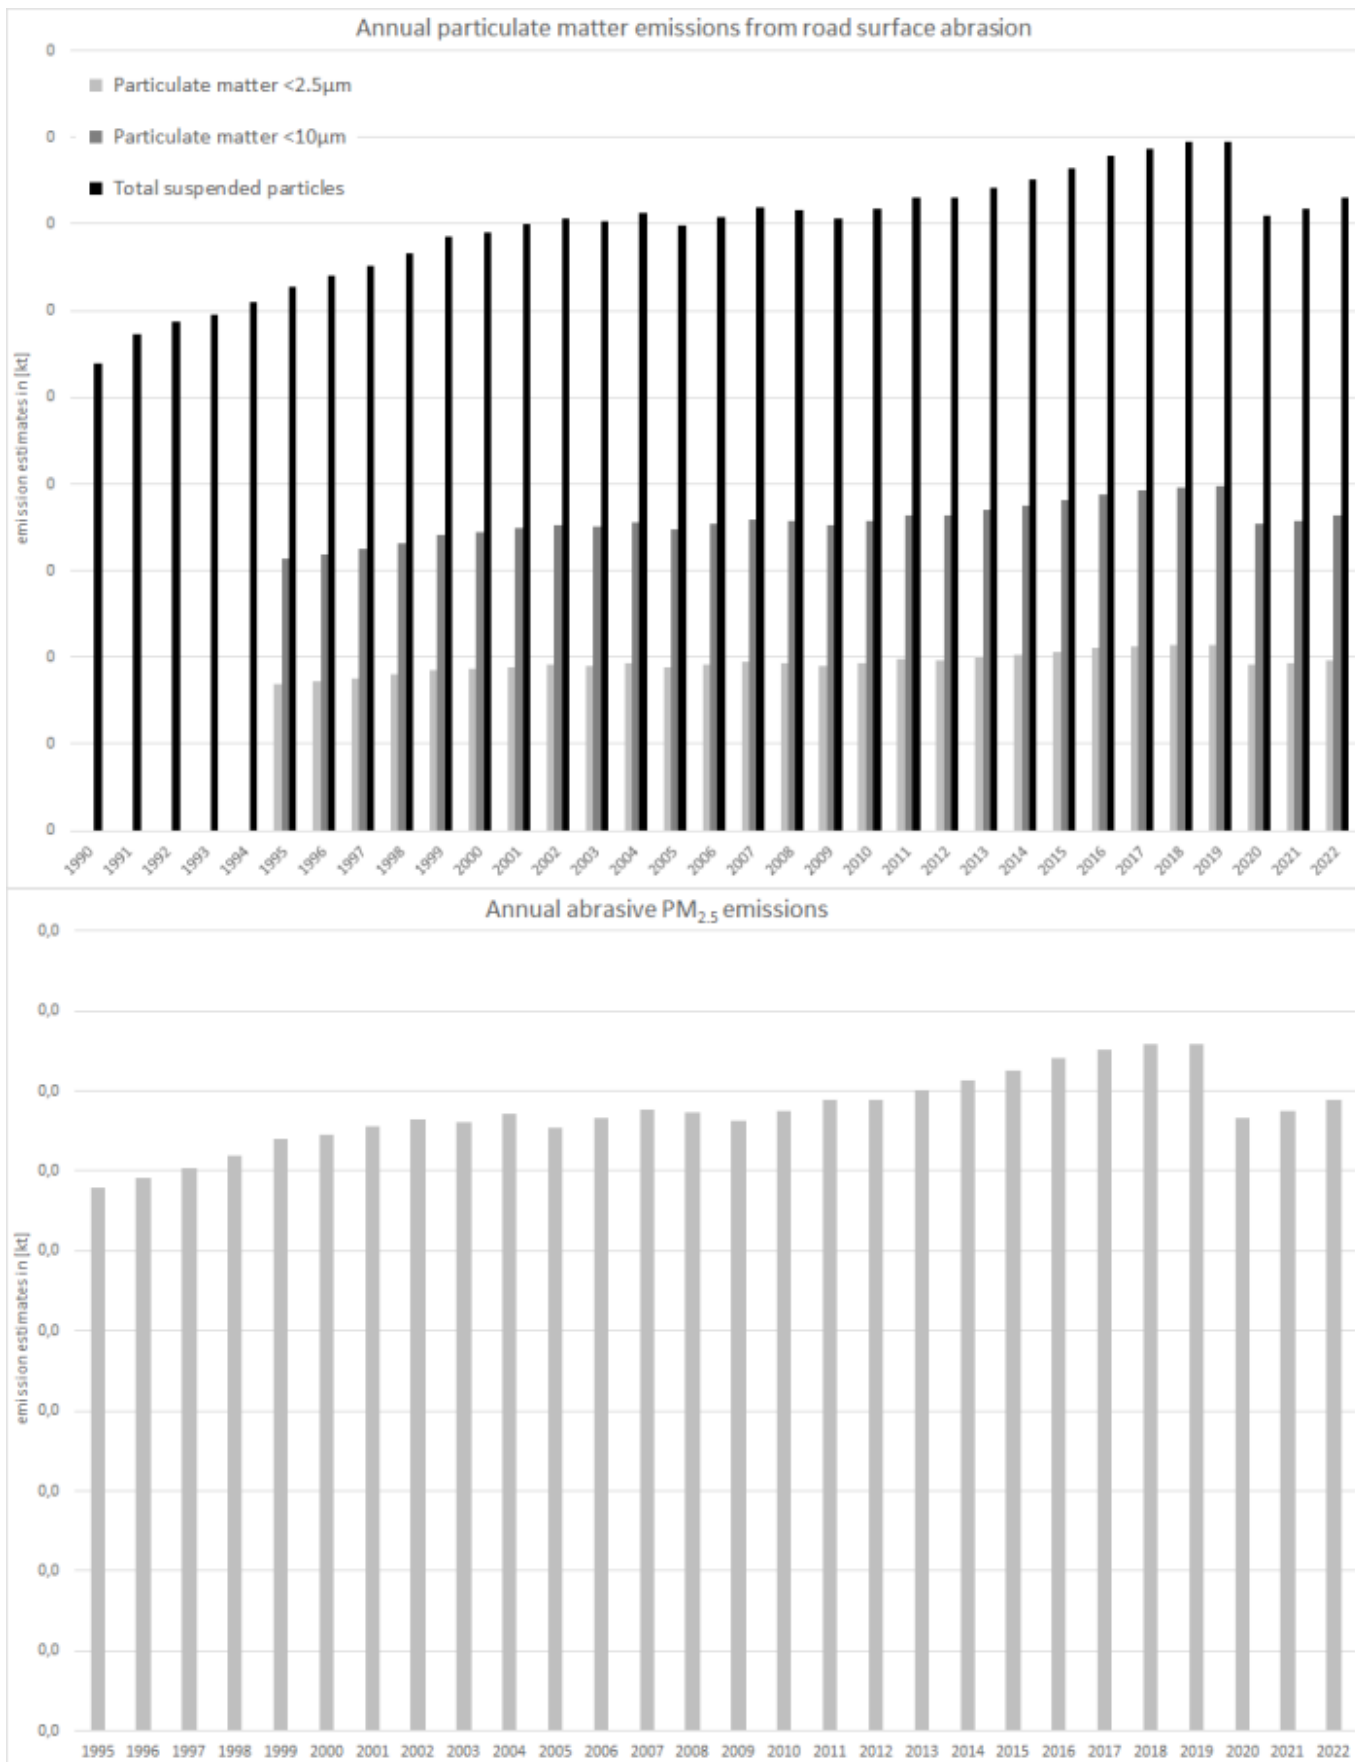 Annual particulate matter emissions from road surface abrasion
0
Particulate matter <2.5µm
0
Particulate matter <10µm
Total suspended particles
0
0
0
0
0
0
0
0
emission estimates in [kt]
1990 1991 1992 1993 1994 1995 1996 1997 1998 1999 2000 2001 2002 2003 2004 2005 2006 2007 2008 2009 2010 2011 2012 2013 2014 2015 2016 2017 2018 2019 2020 2021 2022
Annual abrasive PM2.5 emissions
0,0
0,0
0,0
0,0
0,0
0,0
0,0
0,0
0,0
0,0
0,0
emission estimates in [kt]
1995 1996 1997 1998 1999 2000 2001 2002 2003 2004 2005 2006 2007 2008 2009 2010 2011 2012 2013 2014 2015 2016 2017 2018 2019 2020 2021 2022